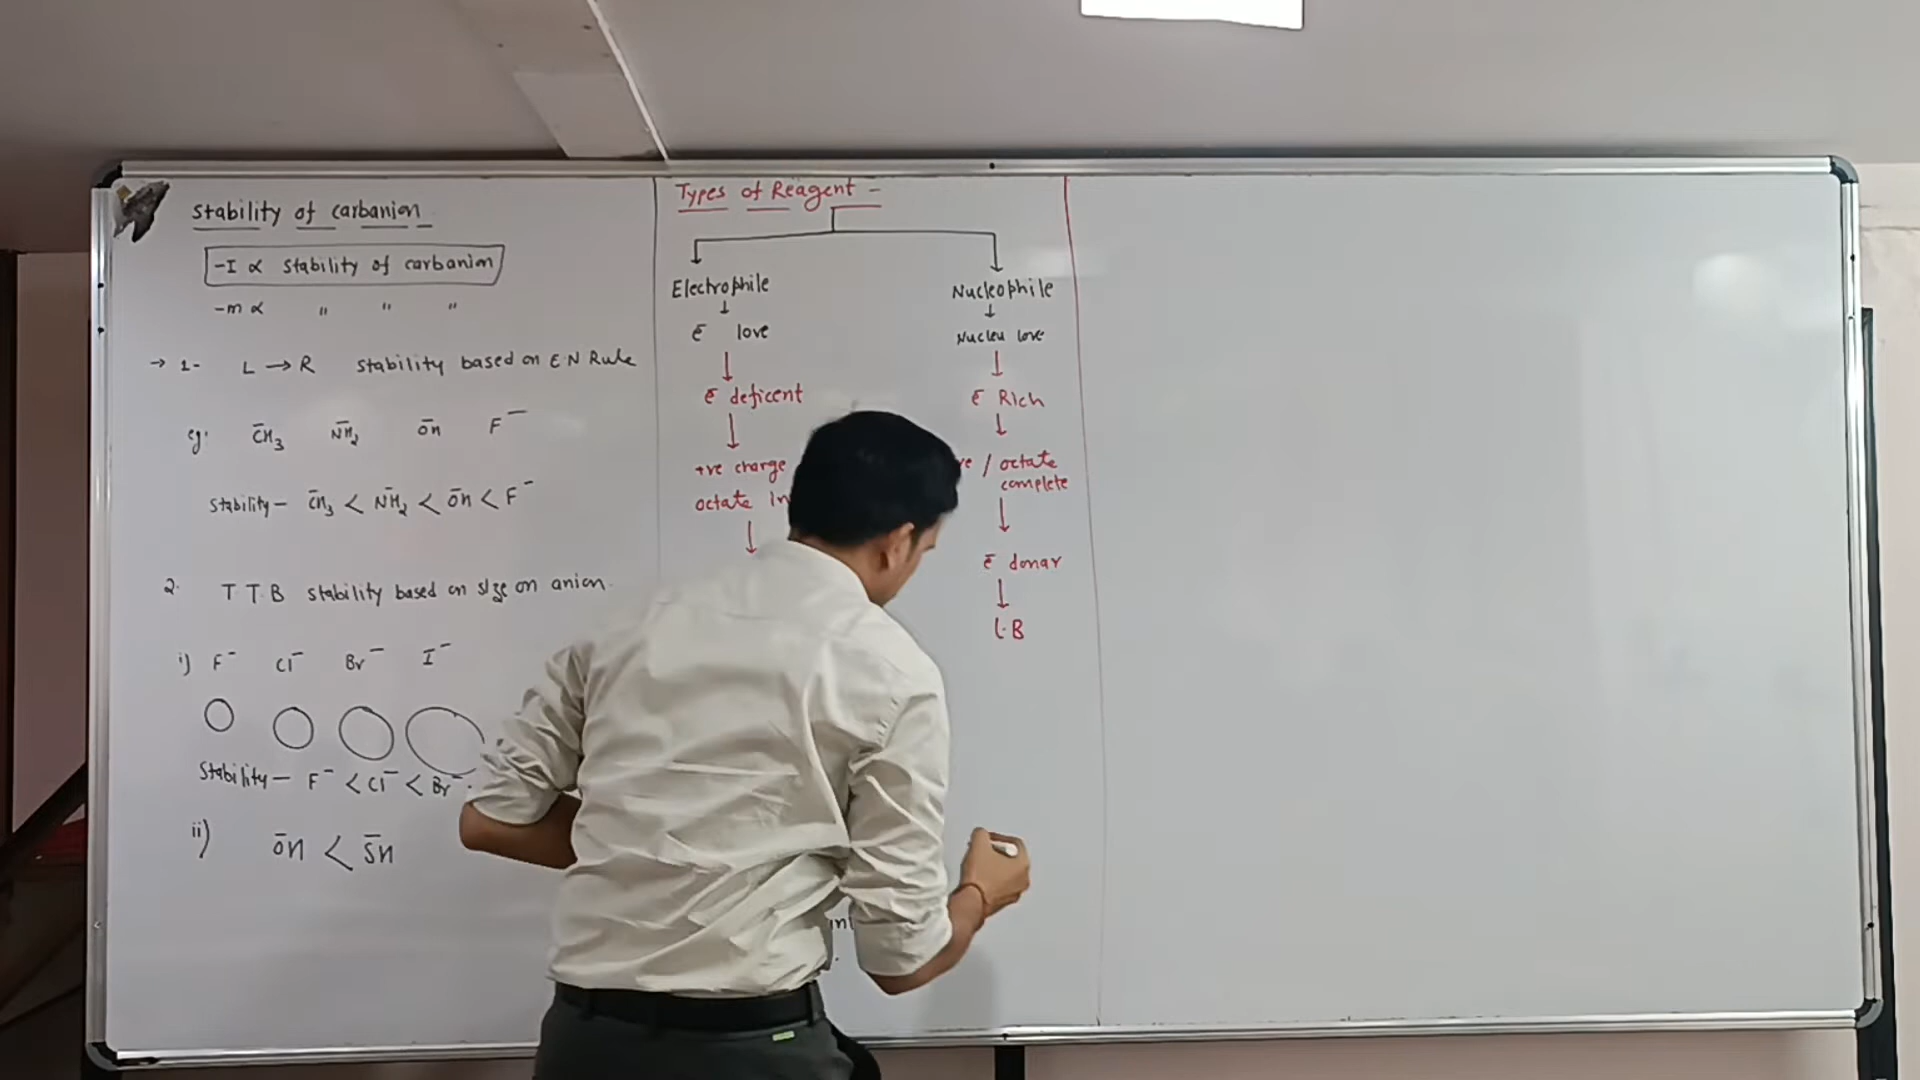 Stability of carbanion
-I ∝ Stability of carbanion
-m ∝ " " "
→ 1- L → R Stability based on E.N Rule
eg: C̄H₃ N̄H₂ ŌH F⁻
Stability - C̄H₃ < N̄H₂ < ŌH < F⁻
2. T.T.B stability based on size on anion.
i) F⁻ Cl⁻ Br⁻ I⁻
Stability - F⁻ < Cl⁻ < Br⁻
ii) ŌH < S̄H
Types of Reagent -
Electrophile
↓
ē love
↓
ē deficent
↓
+ve charge
octate
↓
Nucleophile
↓
Nucleu love
↓
ē Rich
↓
/ octate
complete
↓
ē donar
↓
L.B